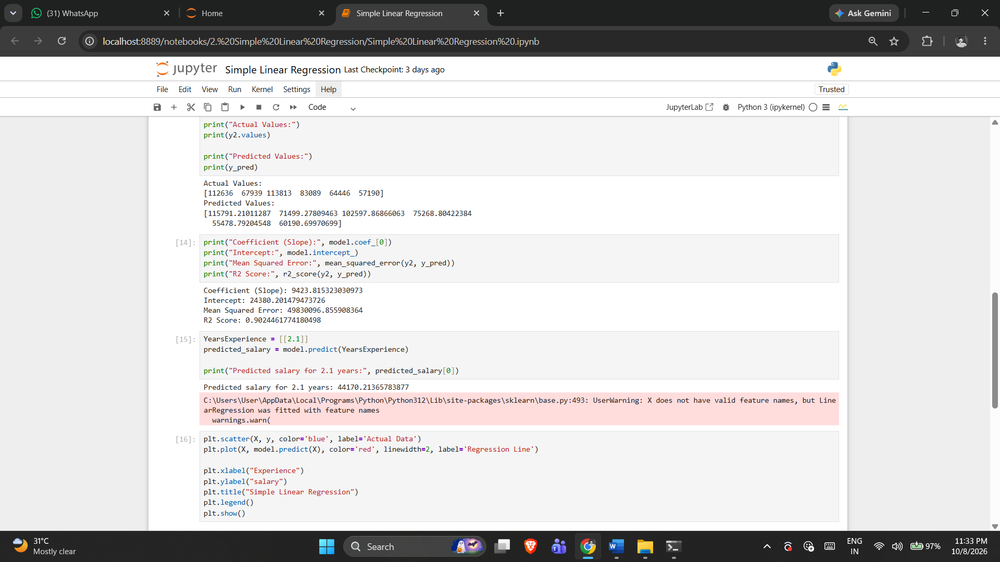 (31) WhatsApp
Home
Simple Linear Regression
Ask Gemini
localhost:8889/notebooks/2.%20Simple%20Linear%20Regression/Simple%20Linear%20Regression%20.ipynb
jupyter Simple Linear Regression Last Checkpoint: 3 days ago
File Edit View Run Kernel Settings Help Trusted
Code JupyterLab Python 3 (ipykernel)
print("Actual Values:")
print(y2.values)
print("Predicted Values:")
print(y_pred)
Actual Values:
[112636  67939 113813  83089  64446  57190]
Predicted Values:
[115791.21011287  71499.27809463 102597.86866063  75268.80422384
  55478.79204548  60190.69970699]
[14]: print("Coefficient (Slope):", model.coef_[0])
print("Intercept:", model.intercept_)
print("Mean Squared Error:", mean_squared_error(y2, y_pred))
print("R2 Score:", r2_score(y2, y_pred))
Coefficient (Slope): 9423.815323030973
Intercept: 24380.201479473726
Mean Squared Error: 49830096.855908364
R2 Score: 0.9024461774180498
[15]: YearsExperience = [[2.1]]
predicted_salary = model.predict(YearsExperience)
print("Predicted salary for 2.1 years:", predicted_salary[0])
Predicted salary for 2.1 years: 44170.21365783877
C:\Users\User\AppData\Local\Programs\Python\Python312\Lib\site-packages\sklearn\base.py:493: UserWarning: X does not have valid feature names, but Line
arRegression was fitted with feature names
  warnings.warn(
[16]: plt.scatter(X, y, color='blue', label='Actual Data')
plt.plot(X, model.predict(X), color='red', linewidth=2, label='Regression Line')
plt.xlabel("Experience")
plt.ylabel("salary")
plt.title("Simple Linear Regression")
plt.legend()
plt.show()
31°C
Mostly clear
Search
ENG
IN
97%
11:33 PM
10/8/2026